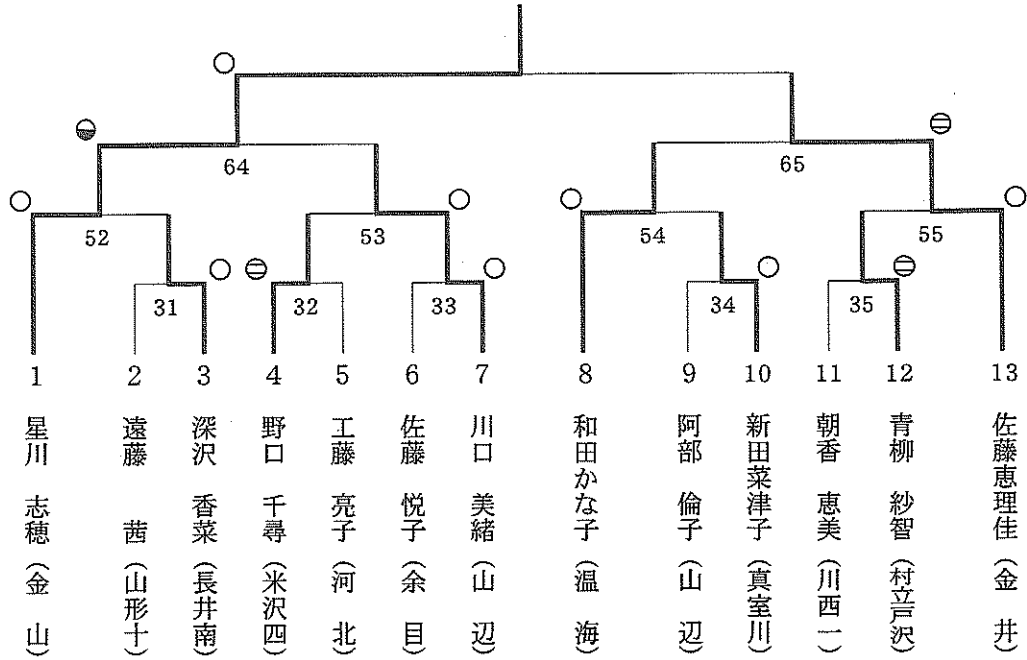 64
65
52
53
54
55
31
32
33
34
35
1
2
3
4
5
6
7
8
9
10
11
12
13
星川 志穂（金山）
遠藤 茜（山形十）
深沢 香菜（長井南）
野口 千尋（米沢四）
工藤 亮子（河北）
佐藤 悦子（余目）
川口 美緒（山辺）
和田かな子（温海）
阿部 倫子（山辺）
新田菜津子（真室川）
朝香 恵美（川西一）
青柳 紗智（村立戸沢）
佐藤恵理佳（金井）